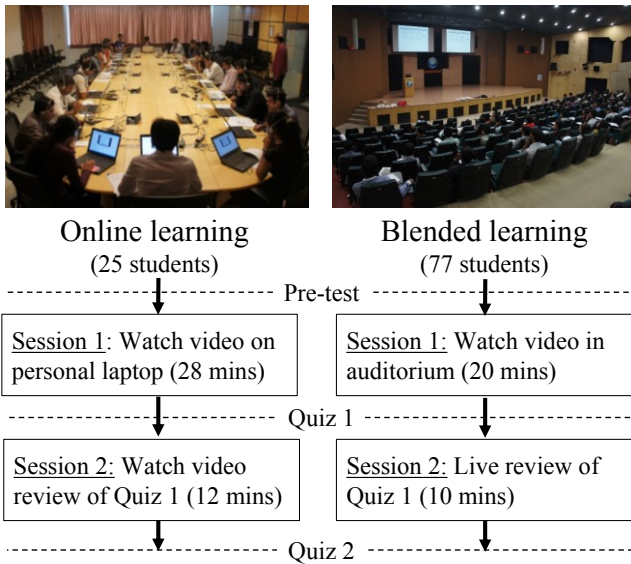 Online learning
(25 students)
Blended learning
(77 students)
Pre-test
Session 1: Watch video on
personal laptop (28 mins)
Session 1: Watch video in
auditorium (20 mins)
Quiz 1
Session 2: Watch video
review of Quiz 1 (12 mins)
Session 2: Live review of
Quiz 1 (10 mins)
Quiz 2